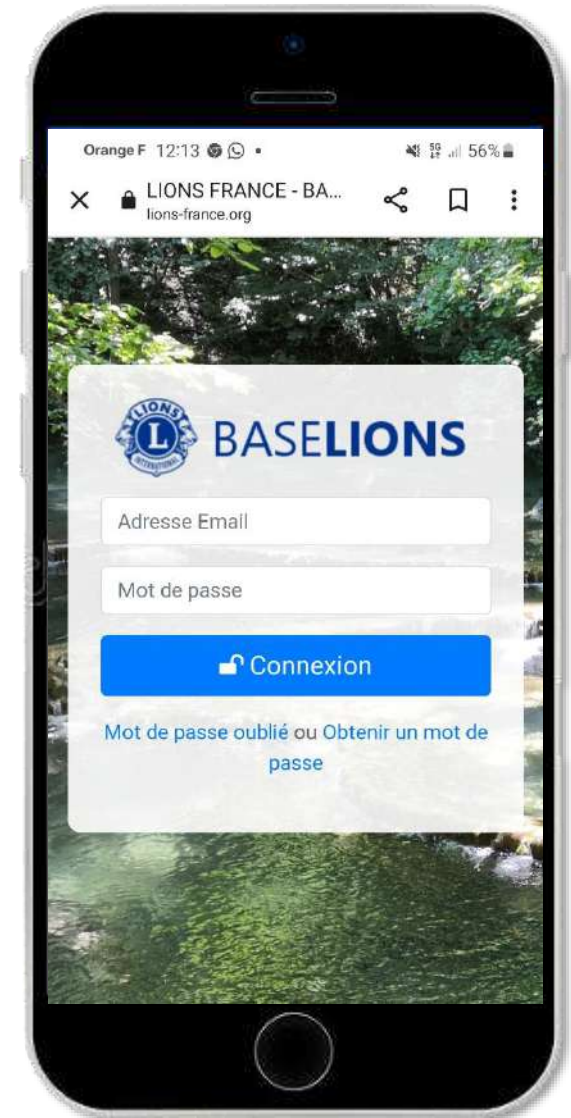 Orange F 12:13 56%
LIONS FRANCE - BA...
lions-france.org
LIONS
L
INTERNATIONAL
BASELIONS
Adresse Email
Mot de passe
Connexion
Mot de passe oublié ou Obtenir un mot de
passe